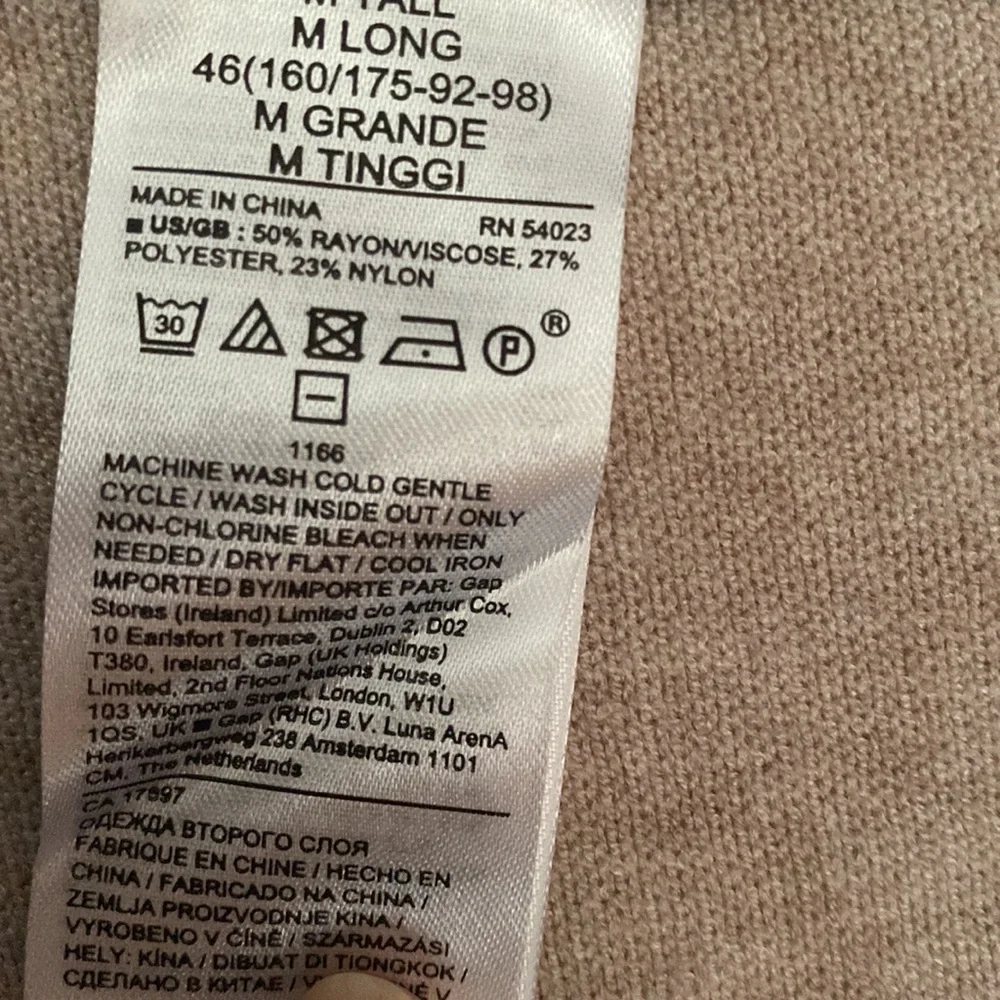 M TALL
M LONG
46(160/175-92-98)
M GRANDE
M TINGGI
MADE IN CHINA RN 54023
■ US/GB : 50% RAYON/VISCOSE, 27%
POLYESTER, 23% NYLON
30 P ®
1166
MACHINE WASH COLD GENTLE
CYCLE / WASH INSIDE OUT / ONLY
NON-CHLORINE BLEACH WHEN
NEEDED / DRY FLAT / COOL IRON
IMPORTED BY/IMPORTE PAR: Gap
Stores (Ireland) Limited c/o Arthur Cox,
10 Earlsfort Terrace, Dublin 2, D02
T380, Ireland, Gap (UK Holdings)
Limited, 2nd Floor Nations House,
103 Wigmore Street, London, W1U
1QS, UK ■ Gap (RHC) B.V. Luna ArenA
Herikerbergweg 238 Amsterdam 1101
CM, The Netherlands
CA 17897
ОДЕЖДА ВТОРОГО СЛОЯ
FABRIQUE EN CHINE / HECHO EN
CHINA / FABRICADO NA CHINA /
ZEMLJA PROIZVODNJE KINA /
VYROBENO V ČÍNĚ / SZÁRMAZÁSI
HELY: KÍNA / DIBUAT DI TIONGKOK /
СДЕЛАНО В КИТАЕ / V